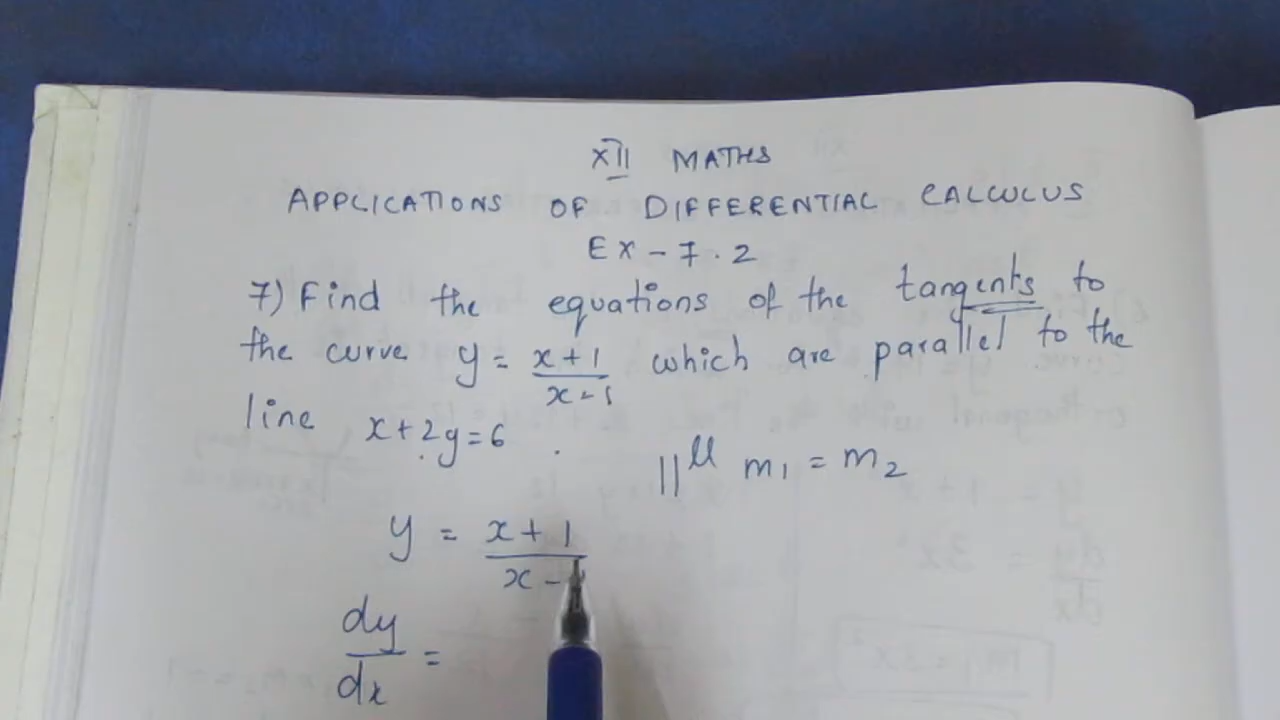 XII MATHS
APPLICATIONS OF DIFFERENTIAL CALCULUS
EX - 7.2
7) Find the equations of the tangents to
the curve y = x+1/x-1 which are parallel to the
line x+2y=6 .
||ll m1 = m2
y = x+1/x-
dy/dx =